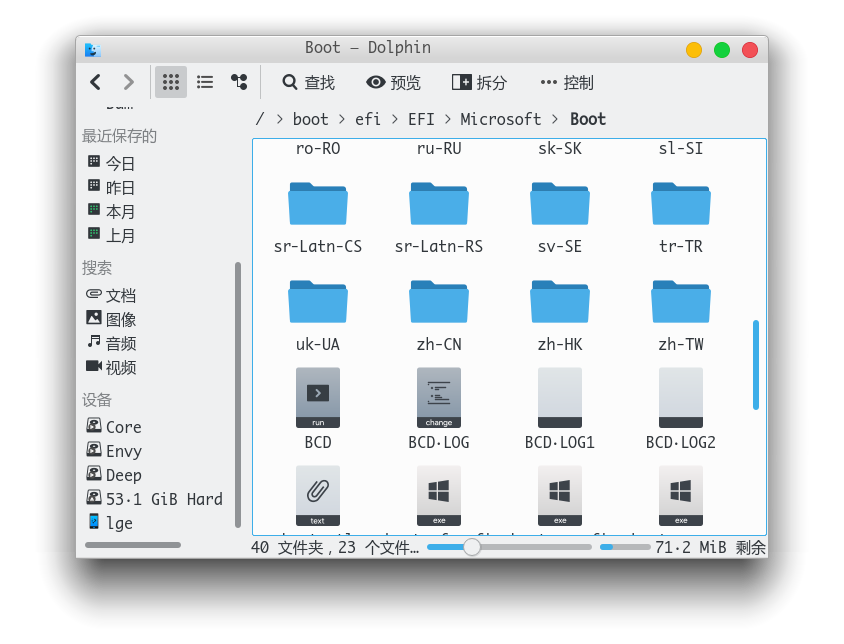 Boot – Dolphin
查找 预览 拆分 控制
/ > boot > efi > EFI > Microsoft > Boot
最近保存的
今日
昨日
本月
上月
搜索
文档
图像
音频
视频
设备
Core
Envy
Deep
53·1 GiB Hard
lge
ro-RO ru-RU sk-SK sl-SI
sr-Latn-CS sr-Latn-RS sv-SE tr-TR
uk-UA zh-CN zh-HK zh-TW
run change
BCD BCD·LOG BCD·LOG1 BCD·LOG2
text exe exe exe
40 文件夹，23 个文件… 71·2 MiB 剩余